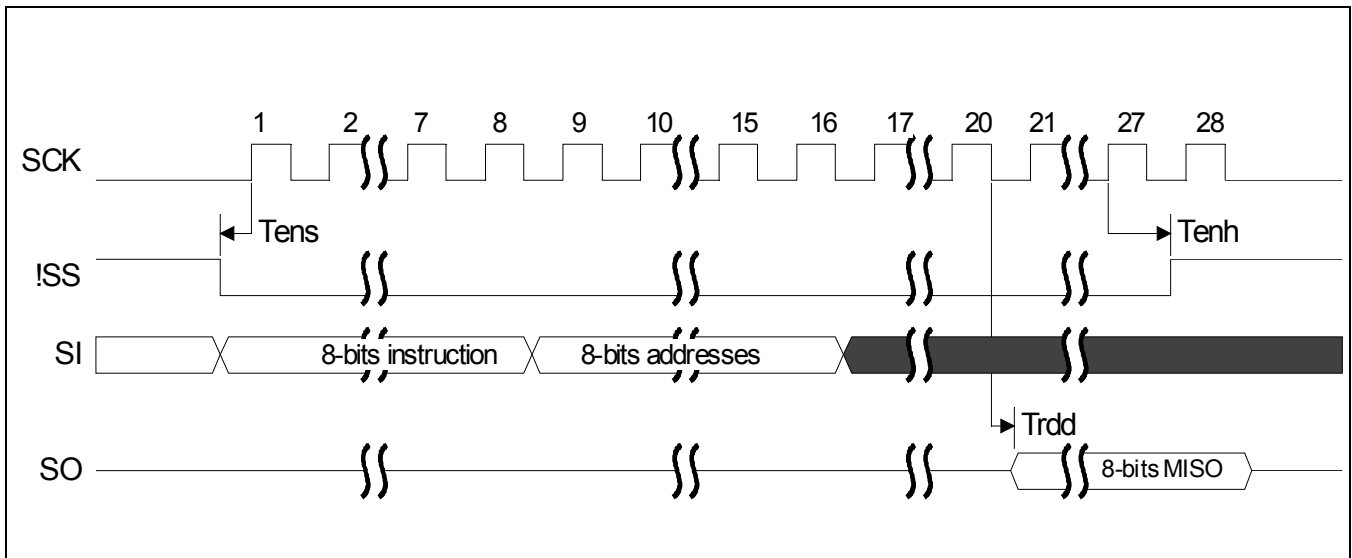 1 2 7 8 9 10 15 16 17 20 21 27 28
SCK
Tens Tenh
!SS
SI 8-bits instruction 8-bits addresses
Trdd
SO 8-bits MISO